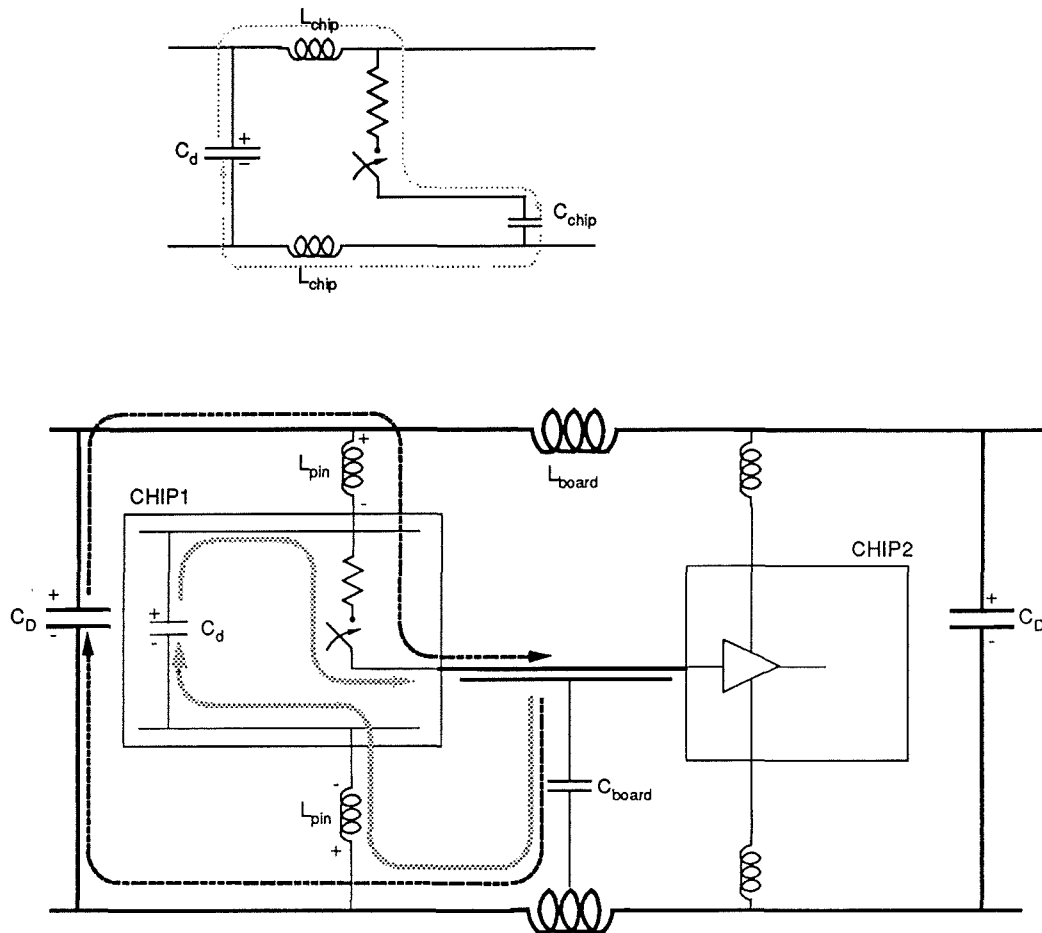 L_chip
C_d
+
–
C_chip
L_chip
L_pin
+
-
L_board
CHIP1
CHIP2
C_D
+
-
C_d
+
-
C_D
+
-
C_board
L_pin
-
+